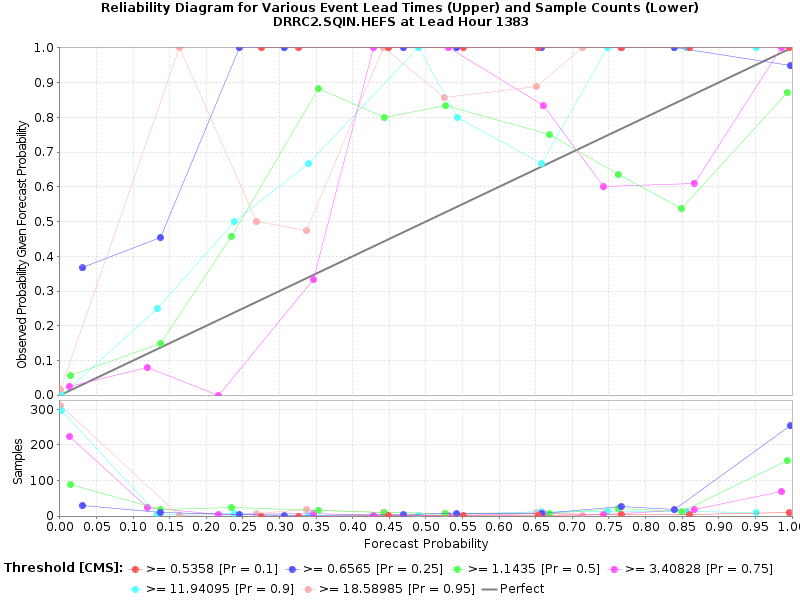 Reliability Diagram for Various Event Lead Times (Upper) and Sample Counts (Lower)
DRRC2.SQIN.HEFS at Lead Hour 1383
Observed Probability Given Forecast Probability
1.0
0.9
0.8
0.7
0.6
0.5
0.4
0.3
0.2
0.1
0.0
Samples
300
200
100
0
0.00 0.05 0.10 0.15 0.20 0.25 0.30 0.35 0.40 0.45 0.50 0.55 0.60 0.65 0.70 0.75 0.80 0.85 0.90 0.95 1.0
Forecast Probability
Threshold [CMS]: >= 0.5358 [Pr = 0.1] >= 0.6565 [Pr = 0.25] >= 1.1435 [Pr = 0.5] >= 3.40828 [Pr = 0.75]
>= 11.94095 [Pr = 0.9] >= 18.58985 [Pr = 0.95] Perfect